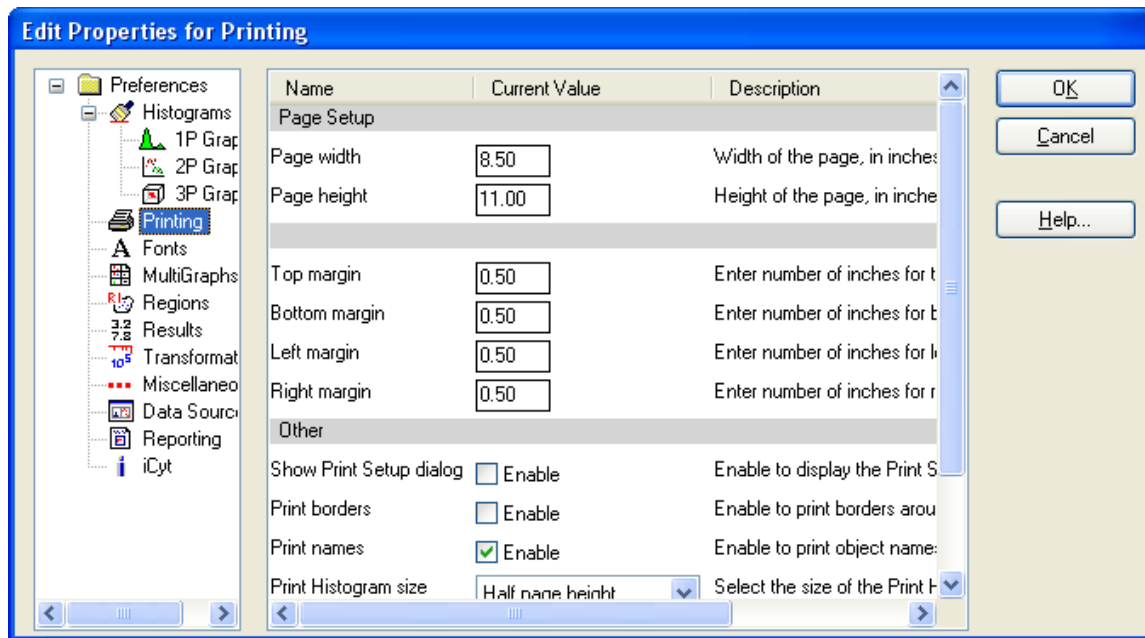 Edit Properties for Printing
Preferences
Histograms
1P Grap
2P Grap
3P Grap
Printing
Fonts
MultiGraphs
Regions
Results
Transformat
Miscellaneo
Data Sourc
Reporting
iCyt
Name Current Value Description
Page Setup
Page width 8.50 Width of the page, in inches
Page height 11.00 Height of the page, in inche
Top margin 0.50 Enter number of inches for t
Bottom margin 0.50 Enter number of inches for b
Left margin 0.50 Enter number of inches for l
Right margin 0.50 Enter number of inches for r
Other
Show Print Setup dialog Enable Enable to display the Print S
Print borders Enable Enable to print borders arou
Print names Enable Enable to print object name
Print Histogram size Half page height Select the size of the Print H
OK
Cancel
Help...